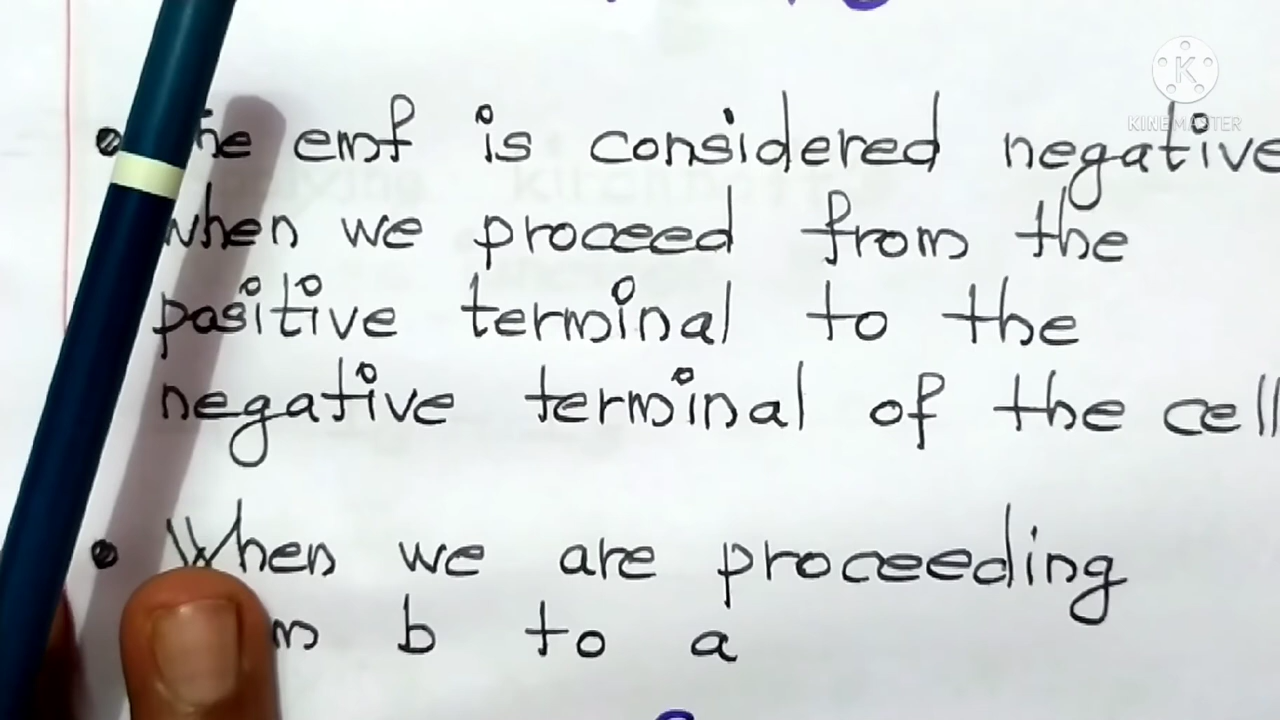 emf is considered negative
when we proceed from the
positive terminal to the
negative terminal of the cell
When we are proceeding
b to a
KINEMASTER